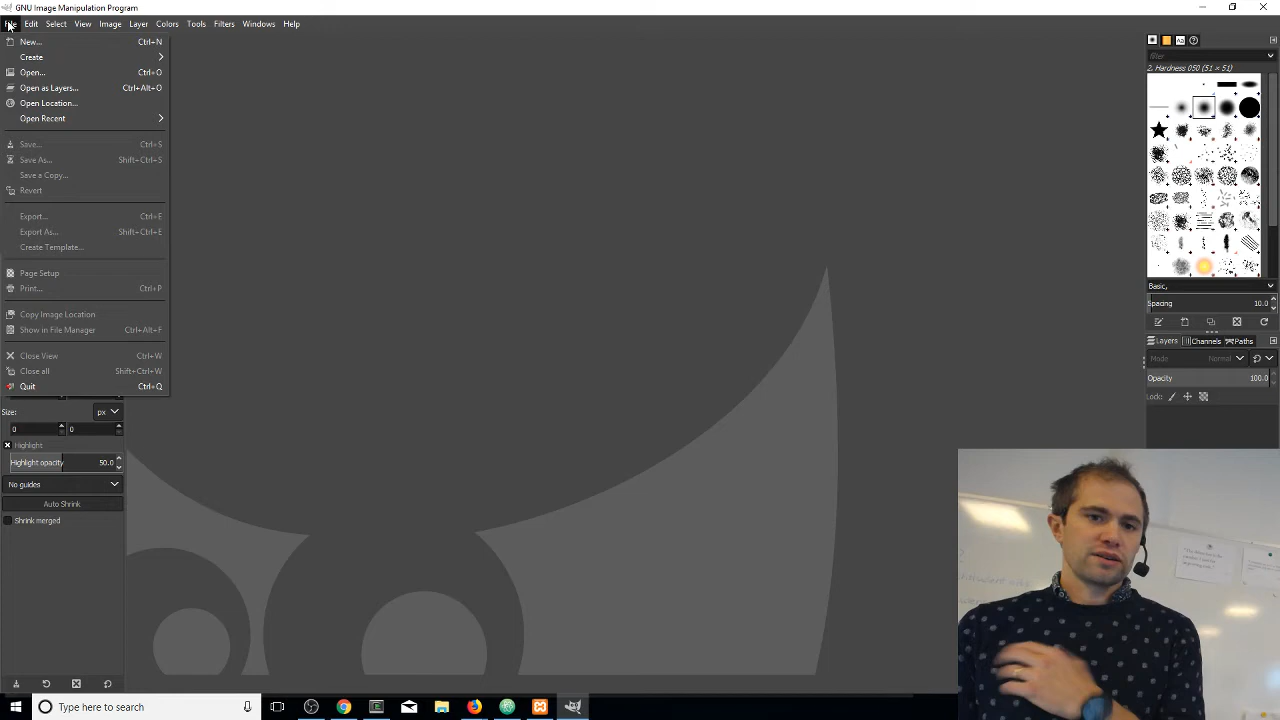 GNU Image Manipulation Program
File Edit Select View Image Layer Colors Tools Filters Windows Help
New... Ctrl+N
Create
Open... Ctrl+O
Open as Layers... Ctrl+Alt+O
Open Location...
Open Recent
Save... Ctrl+S
Save As... Shift+Ctrl+S
Save a Copy...
Revert
Export... Ctrl+E
Export As... Shift+Ctrl+E
Create Template...
Page Setup
Print... Ctrl+P
Copy Image Location
Show in File Manager Ctrl+Alt+F
Close View Ctrl+W
Close all Shift+Ctrl+W
Quit Ctrl+Q
Size: px
0 0
Highlight
Highlight opacity 50.0
No guides
Auto Shrink
Shrink merged
filter
2. Hardness 050 (51 × 51)
Basic,
Spacing 10.0
Layers Channels Paths
Mode Normal
Opacity 100.0
Lock:
Type here to search